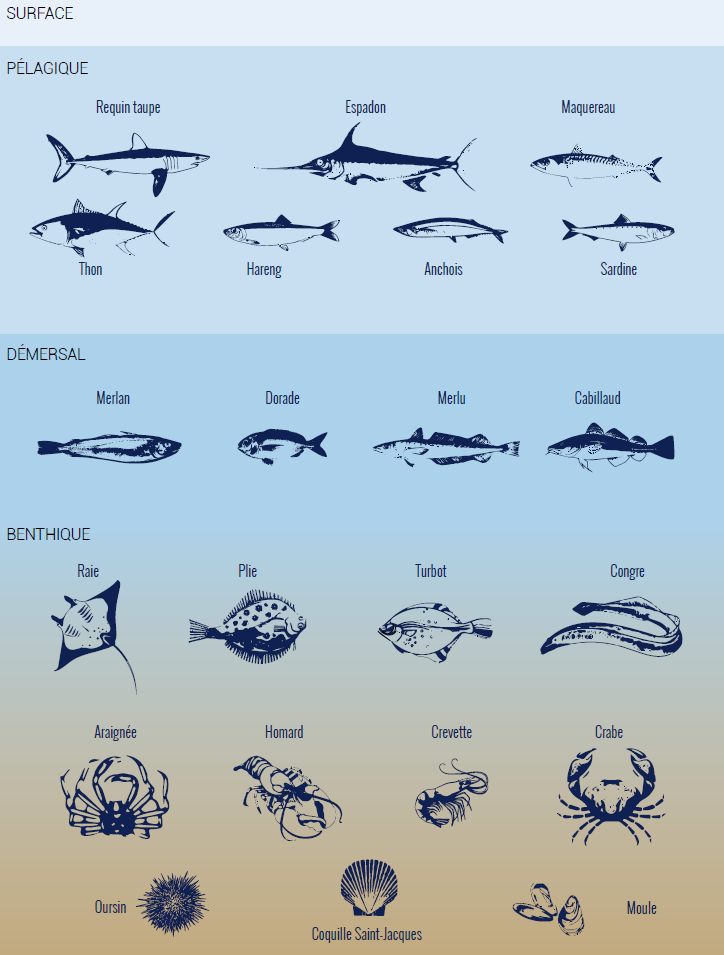 SURFACE
PÉLAGIQUE
Requin taupe
Espadon
Maquereau
Thon
Hareng
Anchois
Sardine
DÉMERSAL
Merlan
Dorade
Merlu
Cabillaud
BENTHIQUE
Raie
Plie
Turbot
Congre
Araignée
Homard
Crevette
Crabe
Oursin
Coquille Saint-Jacques
Moule